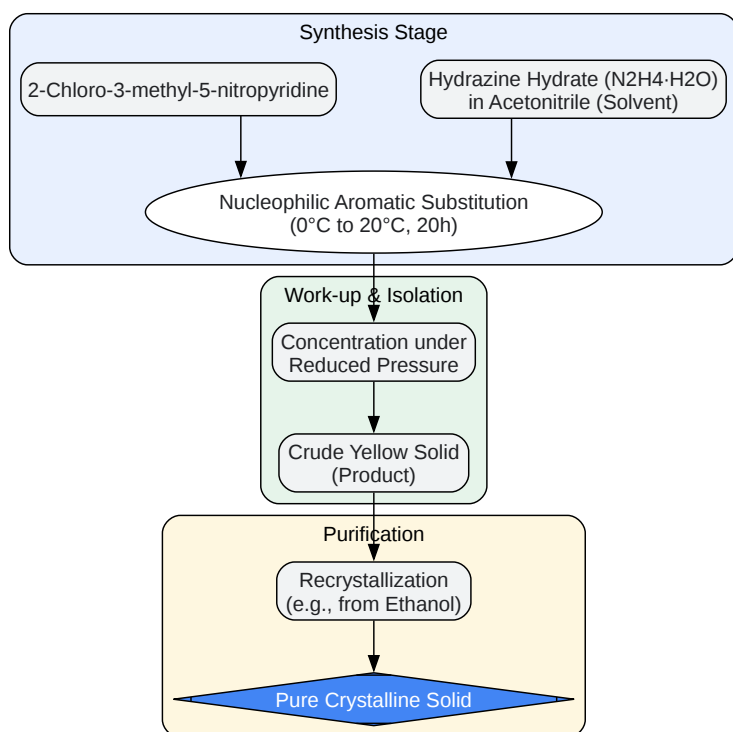 Synthesis Stage
2-Chloro-3-methyl-5-nitropyridine
Hydrazine Hydrate (N2H4·H2O)
in Acetonitrile (Solvent)
Nucleophilic Aromatic Substitution
(0°C to 20°C, 20h)
Work-up & Isolation
Concentration under
Reduced Pressure
Crude Yellow Solid
(Product)
Purification
Recrystallization
(e.g., from Ethanol)
Pure Crystalline Solid